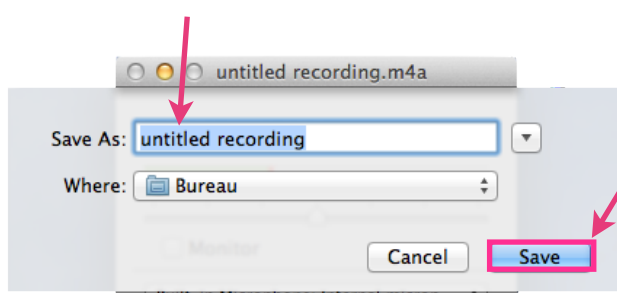 untitled recording.m4a
Save As: untitled recording
Where: Bureau
Monitor
Cancel Save